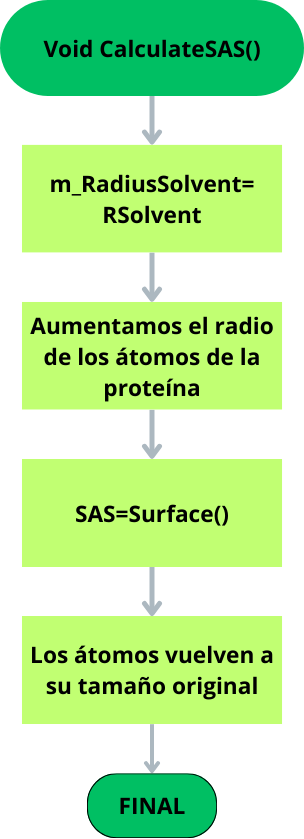 Void CalculateSAS()
m_RadiusSolvent=
RSolvent
Aumentamos el radio
de los átomos de la
proteína
SAS=Surface()
Los átomos vuelven a
su tamaño original
FINAL